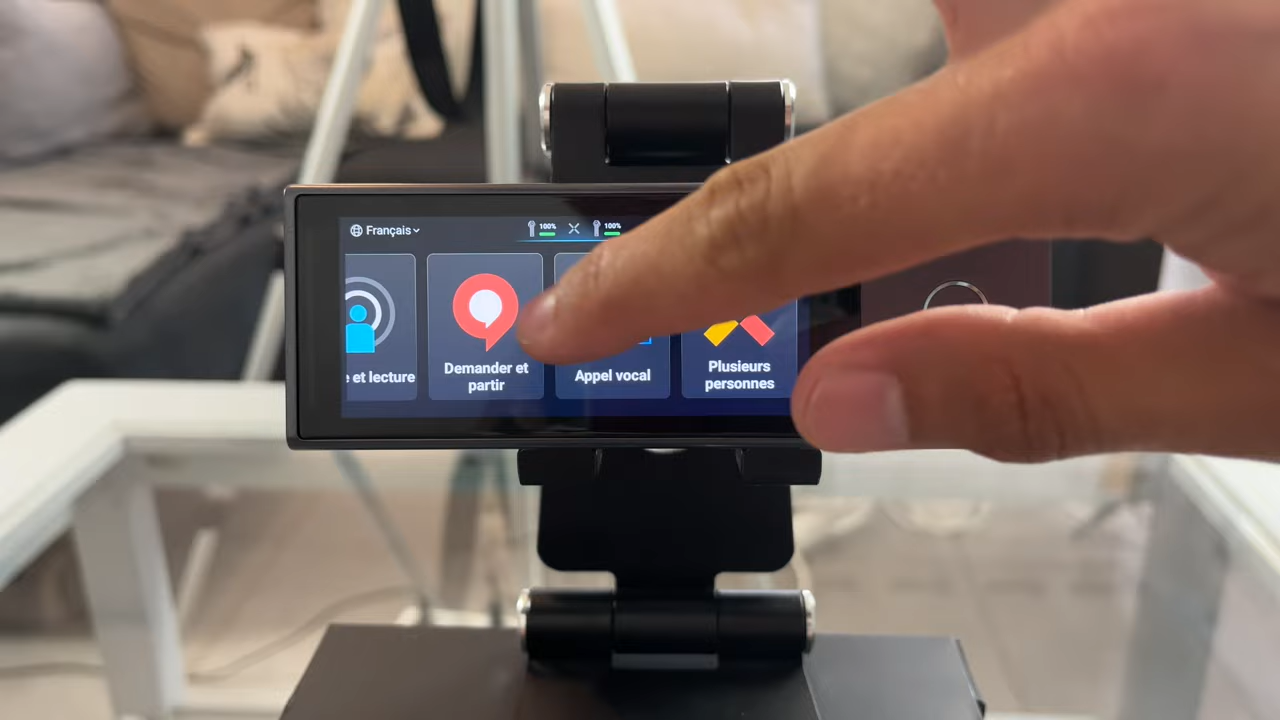 Français
100%
100%
e et lecture
Demander et
partir
Appel vocal
Plusieurs
personnes